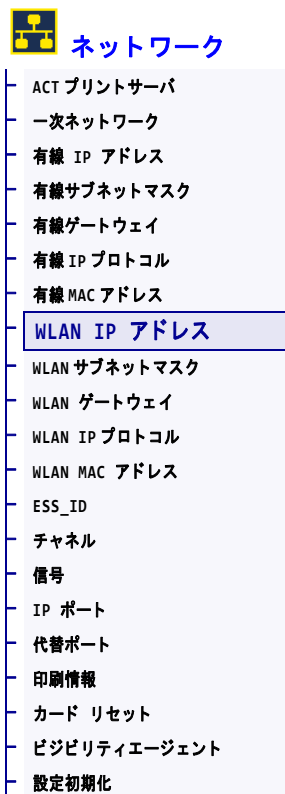 ネットワーク
ACT プリントサーバ
一次ネットワーク
有線 IP アドレス
有線サブネットマスク
有線ゲートウェイ
有線 IP プロトコル
有線 MAC アドレス
WLAN IP アドレス
WLAN サブネットマスク
WLAN ゲートウェイ
WLAN IP プロトコル
WLAN MAC アドレス
ESS_ID
チャネル
信号
IP ポート
代替ポート
印刷情報
カード リセット
ビジビリティエージェント
設定初期化